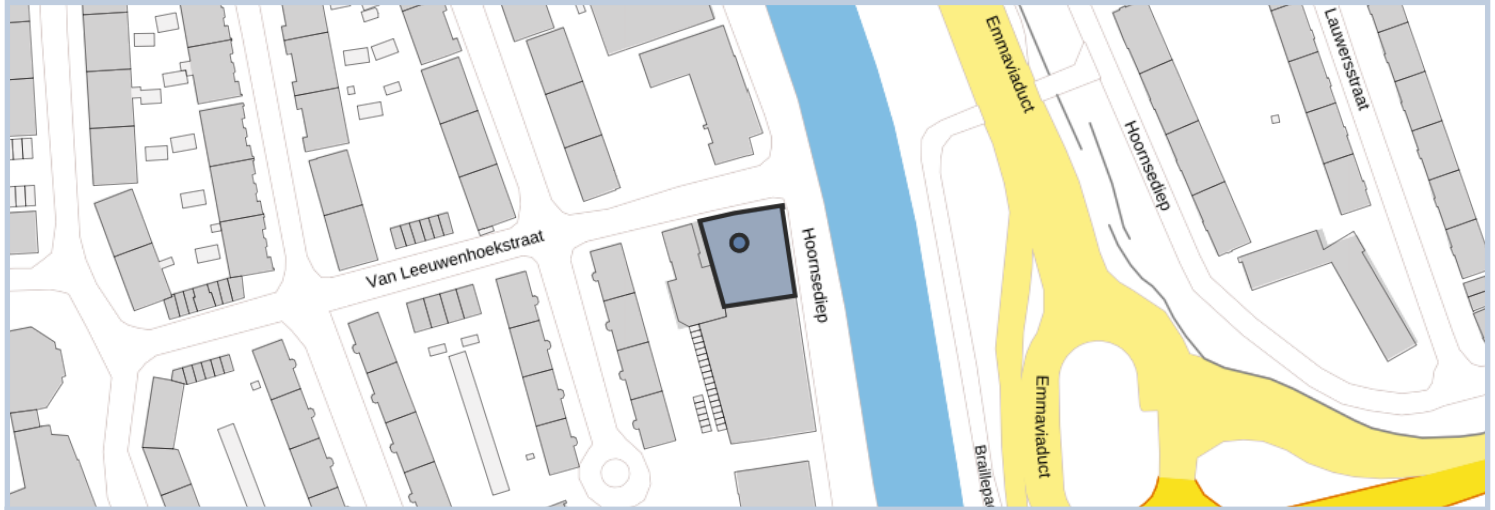 Emmaviaduct
Lauwersstraat
Hoornsediep
Van Leeuwenhoekstraat
Hoornsediep
Emmaviaduct